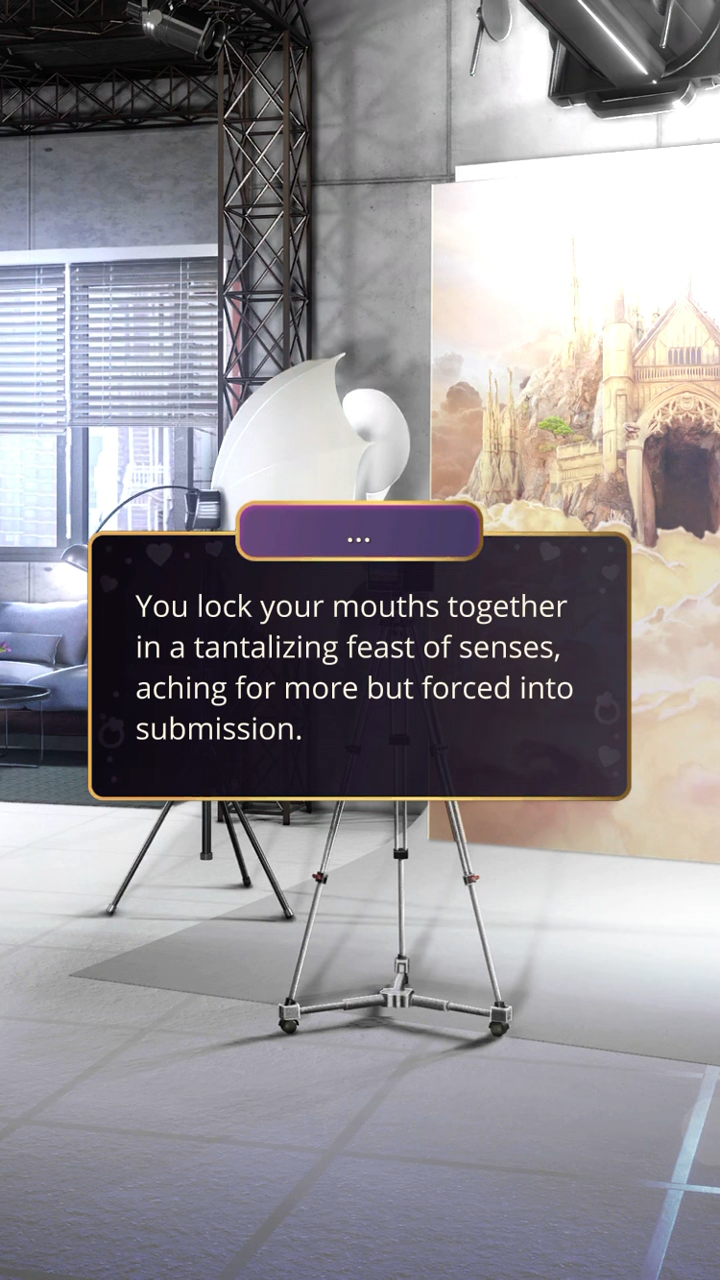 ...
You lock your mouths together
in a tantalizing feast of senses,
aching for more but forced into
submission.